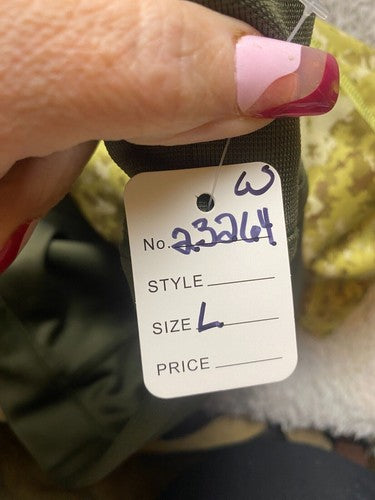 W
No. 23264
STYLE
SIZE L
PRICE